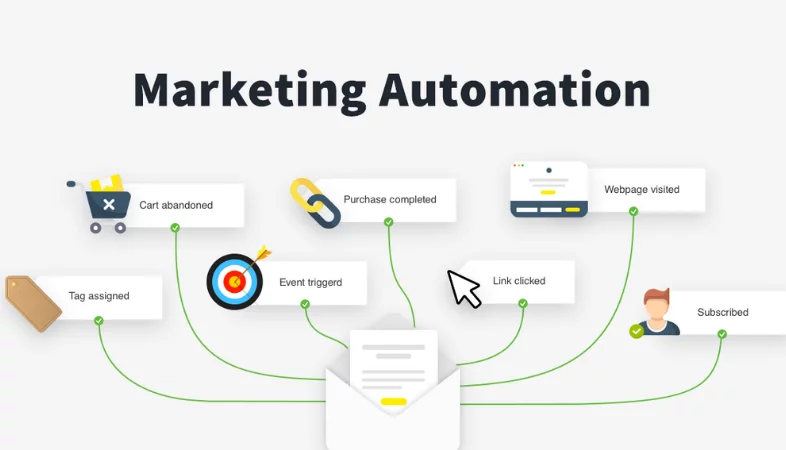 Marketing Automation
Cart abandoned
Purchase completed
Webpage visited
Tag assigned
Event triggerd
Link clicked
Subscribed